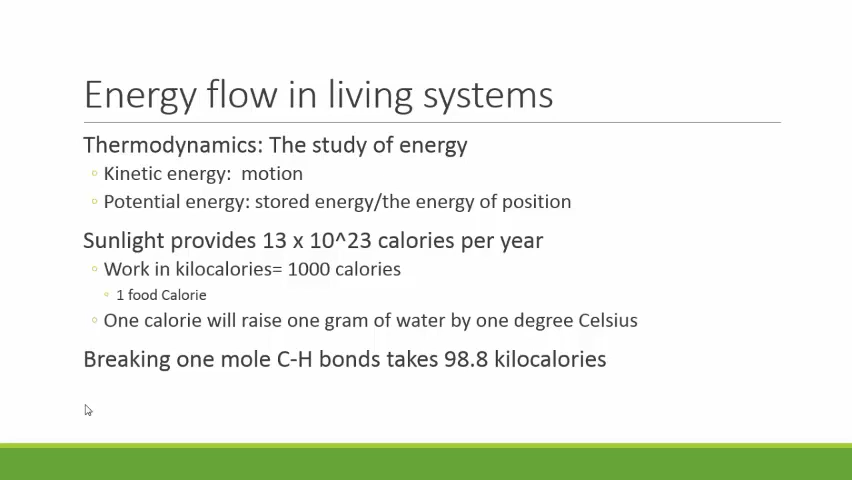 Energy flow in living systems
Thermodynamics: The study of energy
◦ Kinetic energy:  motion
◦ Potential energy: stored energy/the energy of position
Sunlight provides 13 x 10^23 calories per year
◦ Work in kilocalories= 1000 calories
◦ 1 food Calorie
◦ One calorie will raise one gram of water by one degree Celsius
Breaking one mole C-H bonds takes 98.8 kilocalories